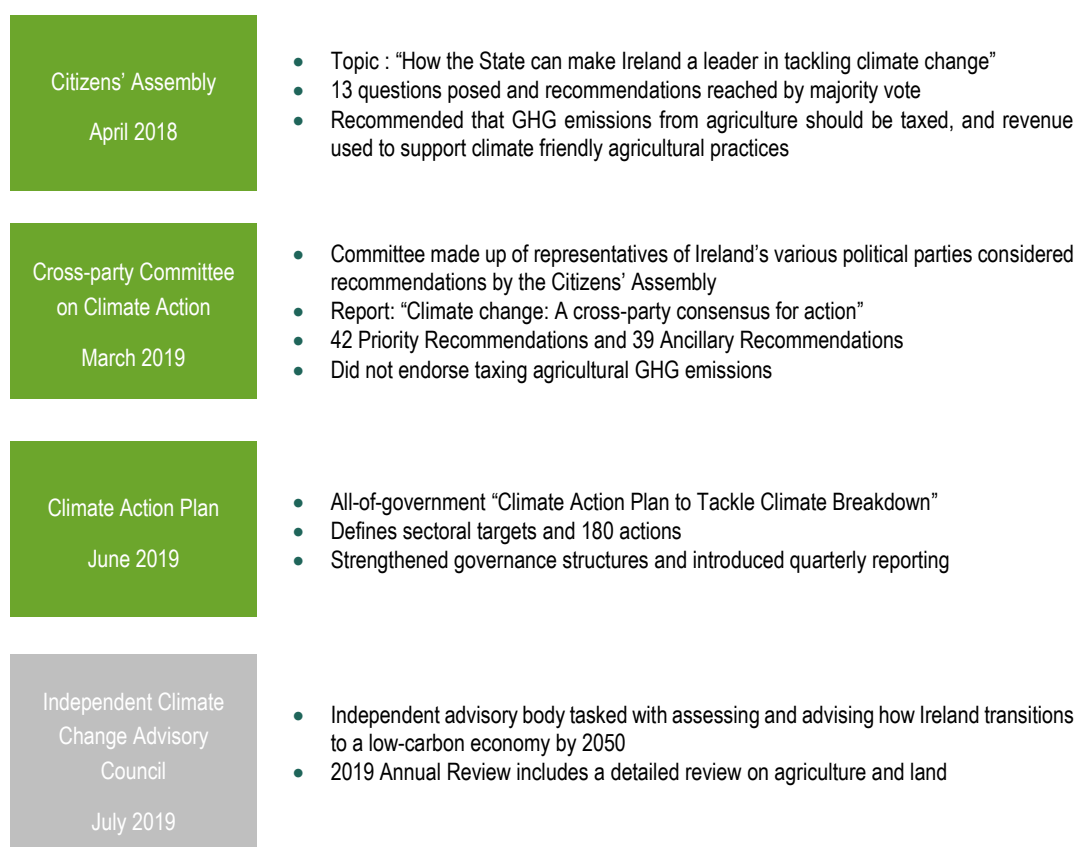 Citizens’ Assembly
April 2018
• Topic : “How the State can make Ireland a leader in tackling climate change”
• 13 questions posed and recommendations reached by majority vote
• Recommended that GHG emissions from agriculture should be taxed, and revenue
used to support climate friendly agricultural practices
Cross-party Committee
on Climate Action
March 2019
• Committee made up of representatives of Ireland’s various political parties considered
recommendations by the Citizens’ Assembly
• Report: “Climate change: A cross-party consensus for action”
• 42 Priority Recommendations and 39 Ancillary Recommendations
• Did not endorse taxing agricultural GHG emissions
Climate Action Plan
June 2019
• All-of-government “Climate Action Plan to Tackle Climate Breakdown”
• Defines sectoral targets and 180 actions
• Strengthened governance structures and introduced quarterly reporting
Independent Climate
Change Advisory
Council
July 2019
• Independent advisory body tasked with assessing and advising how Ireland transitions
to a low-carbon economy by 2050
• 2019 Annual Review includes a detailed review on agriculture and land